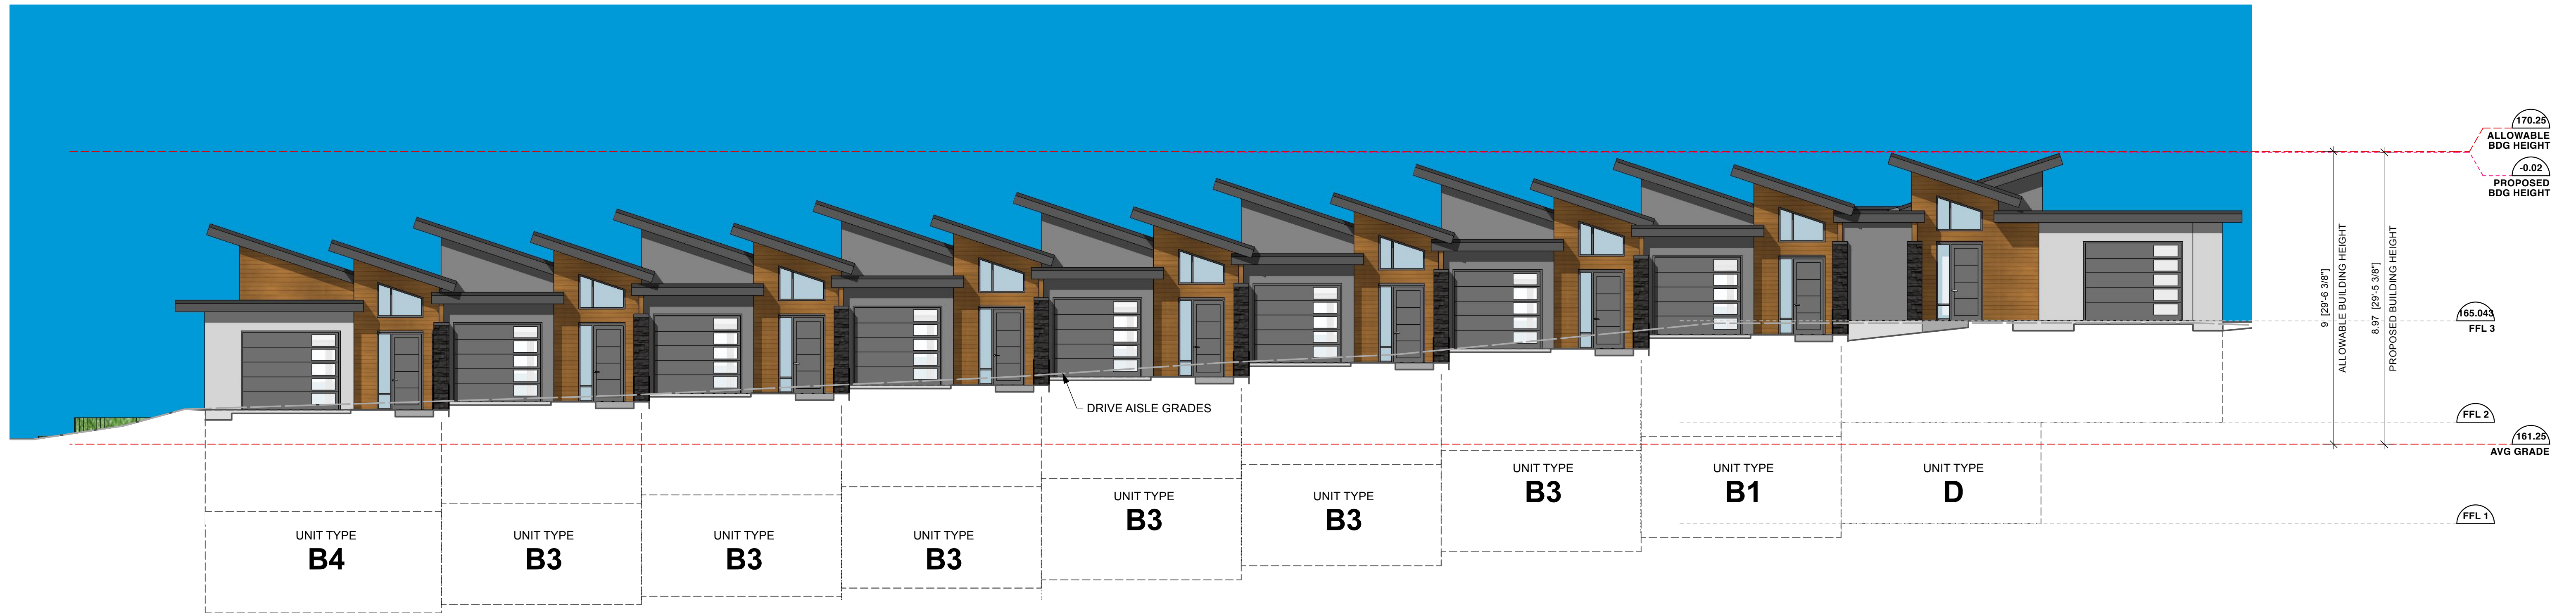 170.25
ALLOWABLE
BDG HEIGHT
-0.02
PROPOSED
BDG HEIGHT
9 [29'-6 3/8"]
ALLOWABLE BUILDING HEIGHT
8.97 [29'-5 3/8"]
PROPOSED BUILDING HEIGHT
165.043
FFL 3
DRIVE AISLE GRADES
FFL 2
161.25
AVG GRADE
UNIT TYPE
B4
UNIT TYPE
B3
UNIT TYPE
B3
UNIT TYPE
B3
UNIT TYPE
B3
UNIT TYPE
B3
UNIT TYPE
B3
UNIT TYPE
B1
UNIT TYPE
D
FFL 1